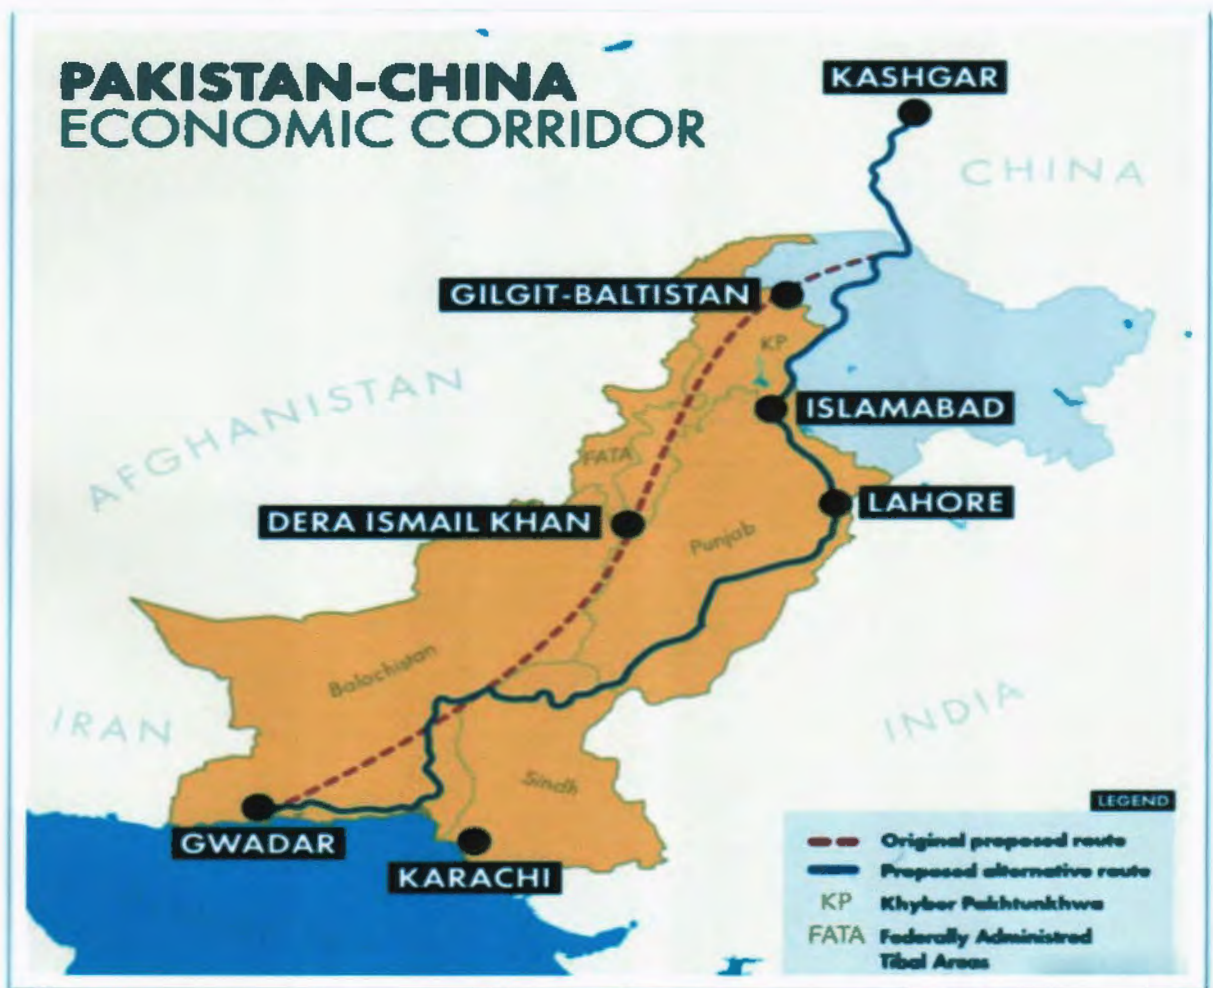 PAKISTAN-CHINA
ECONOMIC CORRIDOR
KASHGAR
CHINA
GILGIT-BALTISTAN
KP
ISLAMABAD
AFGHANISTAN
FATA
LAHORE
DERA ISMAIL KHAN
Punjab
Balochistan
IRAN
INDIA
Sindh
LEGEND
GWADAR
KARACHI
Original proposed route
Proposed alternative route
KP Khyber Pakhtunkhwa
FATA Federally Administred
Tibal Areas